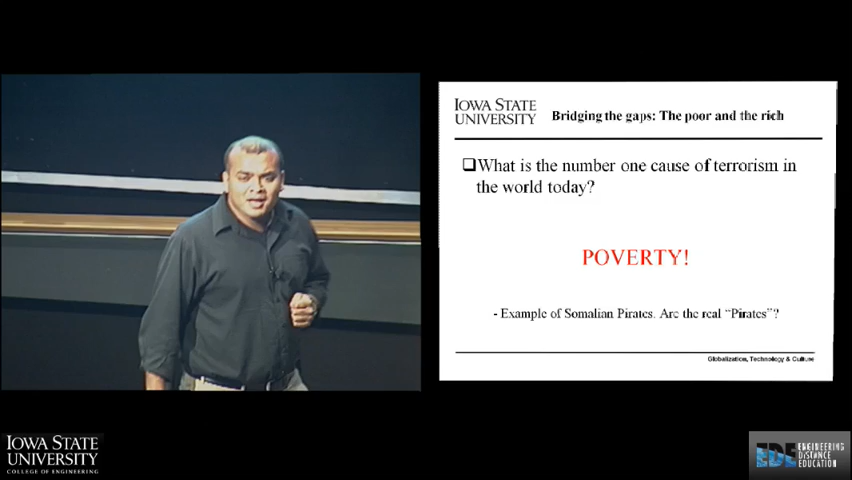 IOWA STATE
UNIVERSITY
Bridging the gaps: The poor and the rich
❑What is the number one cause of terrorism in
the world today?
POVERTY!
- Example of Somalian Pirates. Are the real “Pirates”?
Globalization, Technology & Culture
IOWA STATE
UNIVERSITY
COLLEGE OF ENGINEERING
EDE ENGINEERING
DISTANCE
EDUCATION